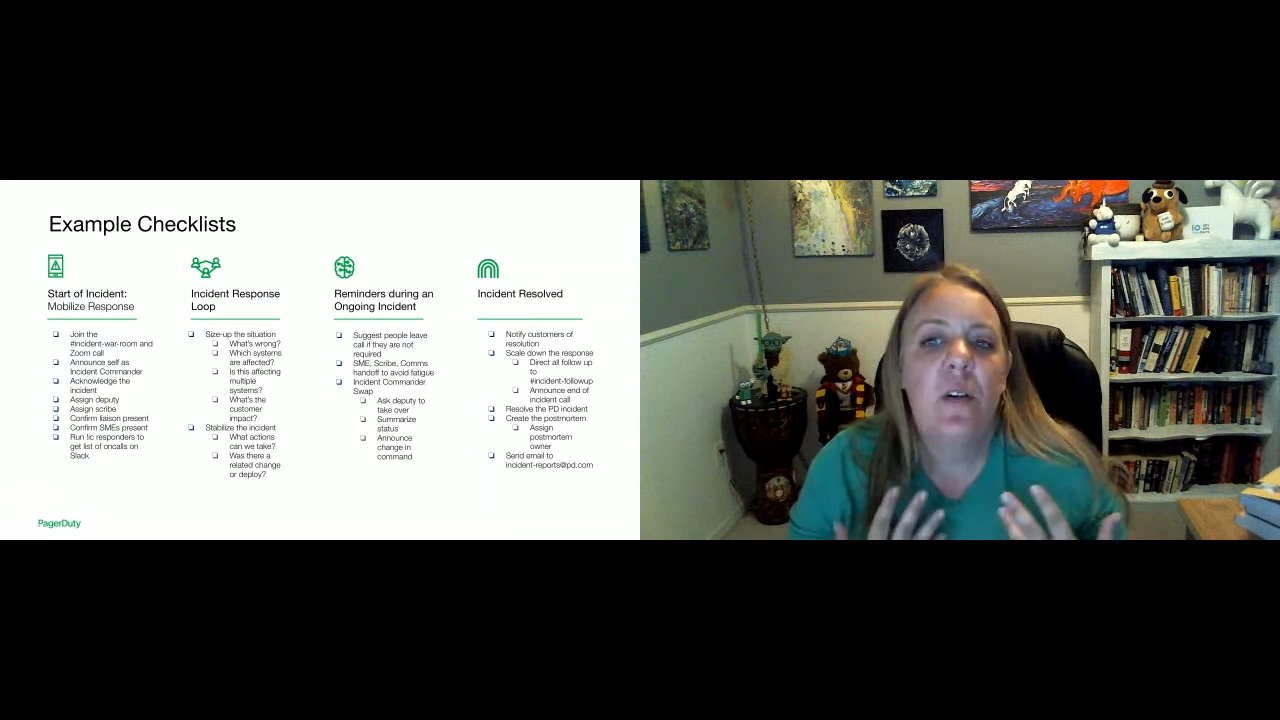 Example Checklists
Start of Incident:
Mobilize Response
Join the
#incident-war-room and
Zoom call
Announce self as
Incident Commander
Acknowledge the
incident
Assign deputy
Assign scribe
Confirm liaison present
Confirm SMEs present
Run !ic responders to
get list of oncalls on
Slack
Incident Response
Loop
Size-up the situation
What's wrong?
Which systems
are affected?
Is this affecting
multiple
systems?
What's the
customer
impact?
Stabilize the incident
What actions
can we take?
Was there a
related change
or deploy?
Reminders during an
Ongoing Incident
Suggest people leave
call if they are not
required
SME, Scribe, Comms
handoff to avoid fatigue
Incident Commander
Swap
Ask deputy to
take over
Summarize
status
Announce
change in
command
Incident Resolved
Notify customers of
resolution
Scale down the response
Direct all follow up
to
#incident-followup
Announce end of
incident call
Resolve the PD incident
Create the postmortem
Assign
postmortem
owner
Send email to
incident-reports@pd.com
PagerDuty